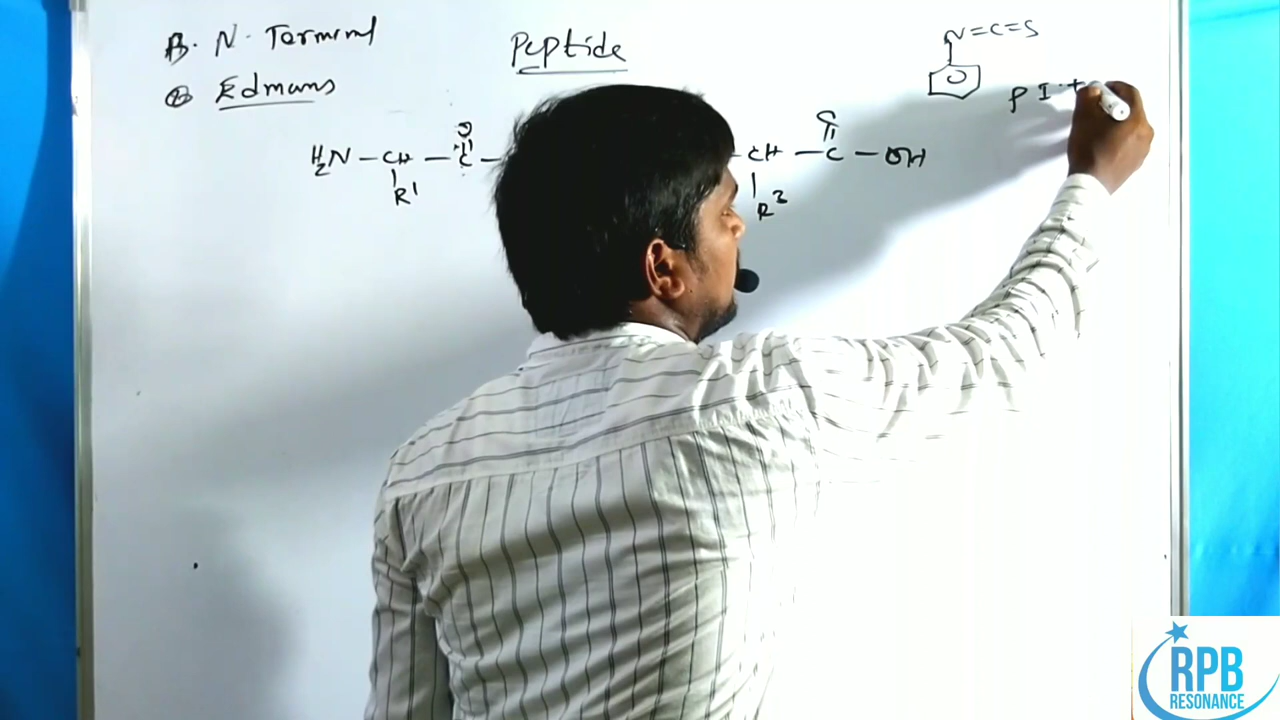 B. N. Terminal
Edmans
Peptide
N=C=S
P I t
H2N - CH - C -
O
R1
CH - C - OH
O
R2
RPB
RESONANCE